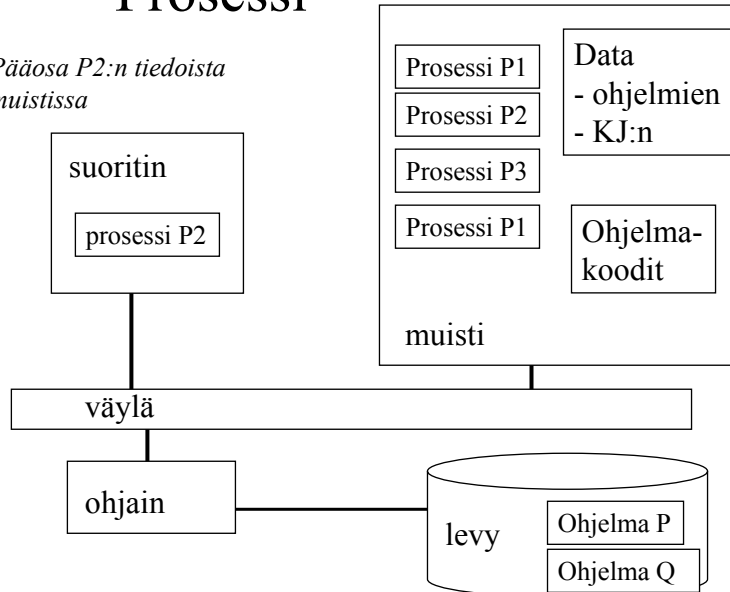 Prosessi
Pääosa P2:n tiedoista
muistissa
suoritin
prosessi P2
Prosessi P1
Prosessi P2
Prosessi P3
Prosessi P1
Data
- ohjelmien
- KJ:n
Ohjelma-
koodit
muisti
väylä
ohjain
levy
Ohjelma P
Ohjelma Q